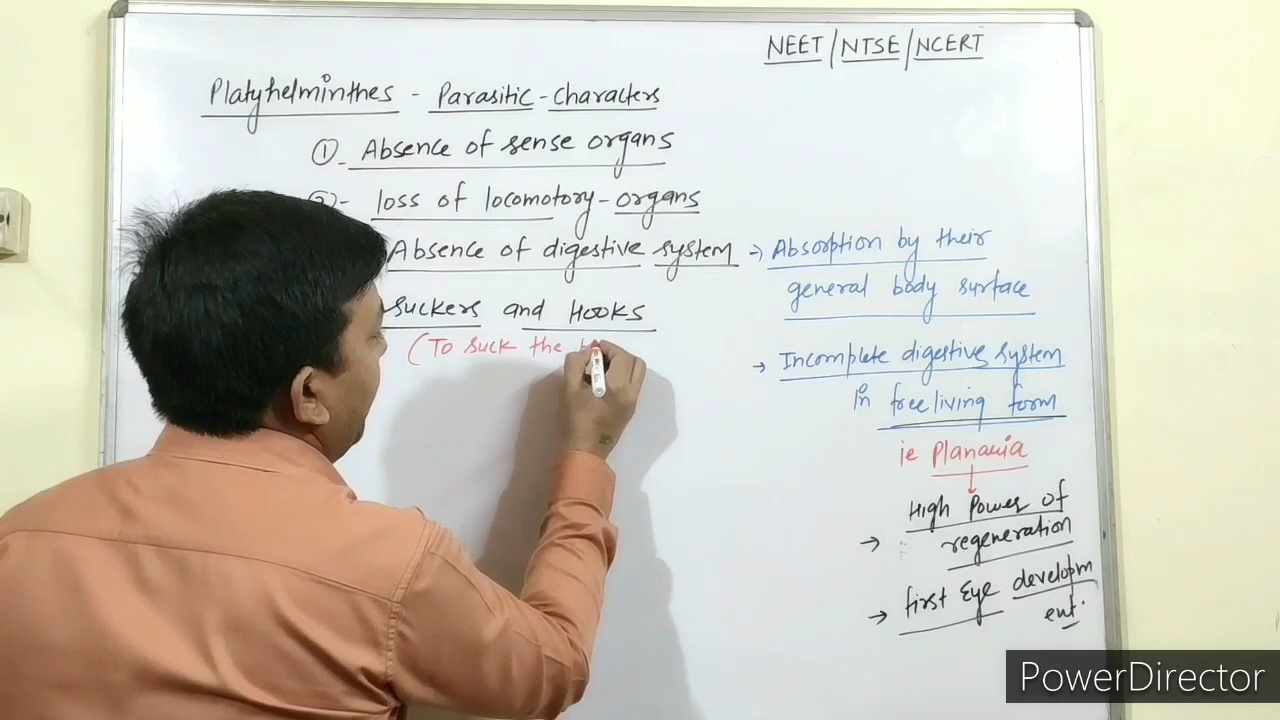 NEET/NTSE/NCERT
Platyhelminthes - Parasitic-Characters
① - Absence of sense organs
②- loss of locomotory-organs
Absence of digestive system → Absorption by their
general body surface
suckers and Hooks
(To suck the
→ Incomplete digestive system
in free living form
ie Planaria
High Power of
→ regeneration
→ first Eye developm
ent.
PowerDirector